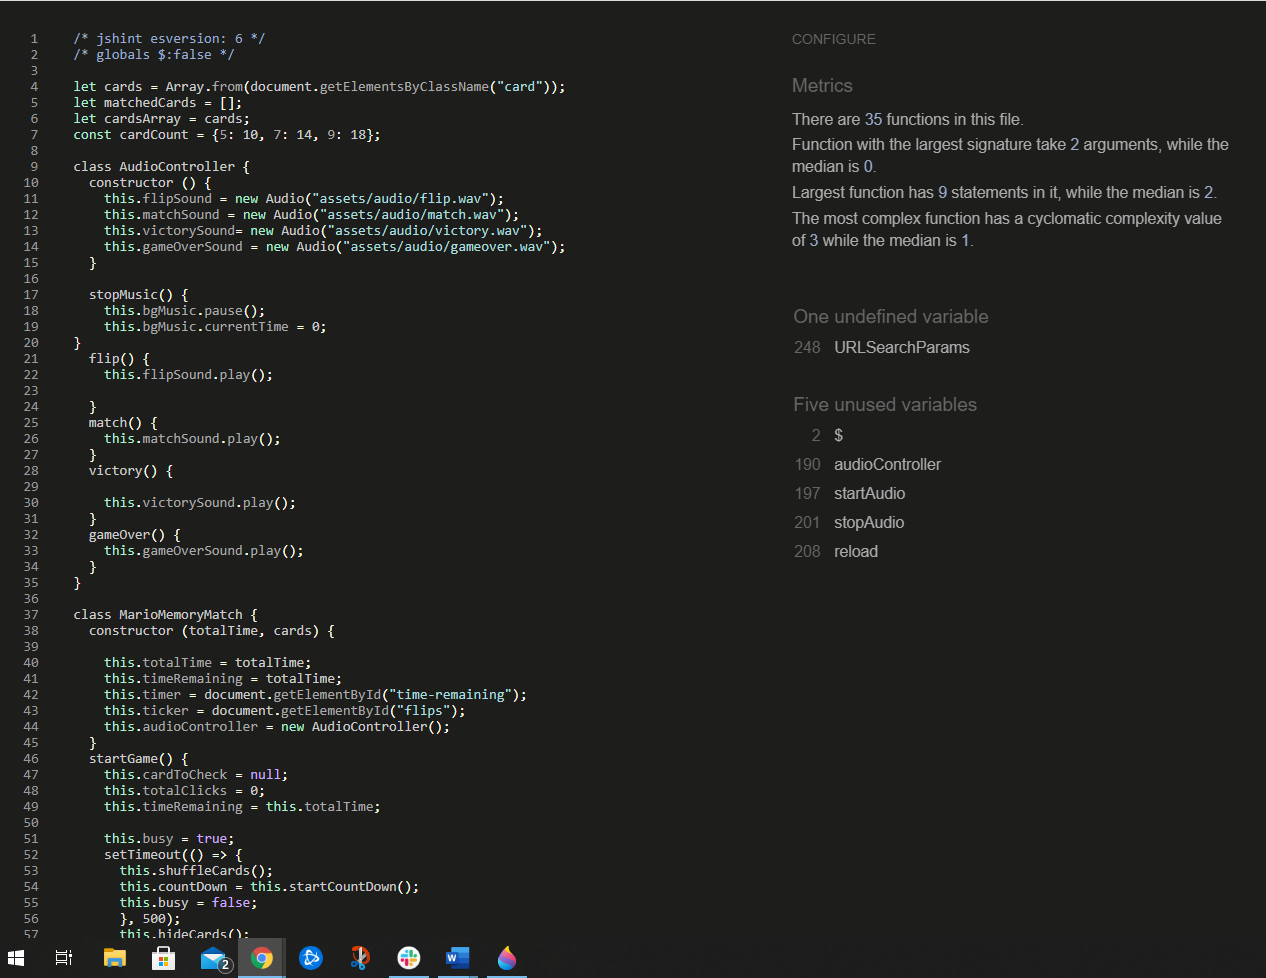 1 /* jshint esversion: 6 */
2 /* globals $:false */
3
4 let cards = Array.from(document.getElementsByClassName("card"));
5 let matchedCards = [];
6 let cardsArray = cards;
7 const cardCount = {5: 10, 7: 14, 9: 18};
8
9 class AudioController {
10 constructor () {
11 this.flipSound = new Audio("assets/audio/flip.wav");
12 this.matchSound = new Audio("assets/audio/match.wav");
13 this.victorySound= new Audio("assets/audio/victory.wav");
14 this.gameOverSound = new Audio("assets/audio/gameover.wav");
15 }
16
17 stopMusic() {
18 this.bgMusic.pause();
19 this.bgMusic.currentTime = 0;
20 }
21 flip() {
22 this.flipSound.play();
23
24 }
25 match() {
26 this.matchSound.play();
27 }
28 victory() {
29
30 this.victorySound.play();
31 }
32 gameOver() {
33 this.gameOverSound.play();
34 }
35 }
36
37 class MarioMemoryMatch {
38 constructor (totalTime, cards) {
39
40 this.totalTime = totalTime;
41 this.timeRemaining = totalTime;
42 this.timer = document.getElementById("time-remaining");
43 this.ticker = document.getElementById("flips");
44 this.audioController = new AudioController();
45 }
46 startGame() {
47 this.cardToCheck = null;
48 this.totalClicks = 0;
49 this.timeRemaining = this.totalTime;
50
51 this.busy = true;
52 setTimeout(() => {
53 this.shuffleCards();
54 this.countDown = this.startCountDown();
55 this.busy = false;
56 }, 500);
57 this.hideCards();
CONFIGURE
Metrics
There are 35 functions in this file.
Function with the largest signature take 2 arguments, while the
median is 0.
Largest function has 9 statements in it, while the median is 2.
The most complex function has a cyclomatic complexity value
of 3 while the median is 1.
One undefined variable
248 URLSearchParams
Five unused variables
2 $
190 audioController
197 startAudio
201 stopAudio
208 reload
2
W